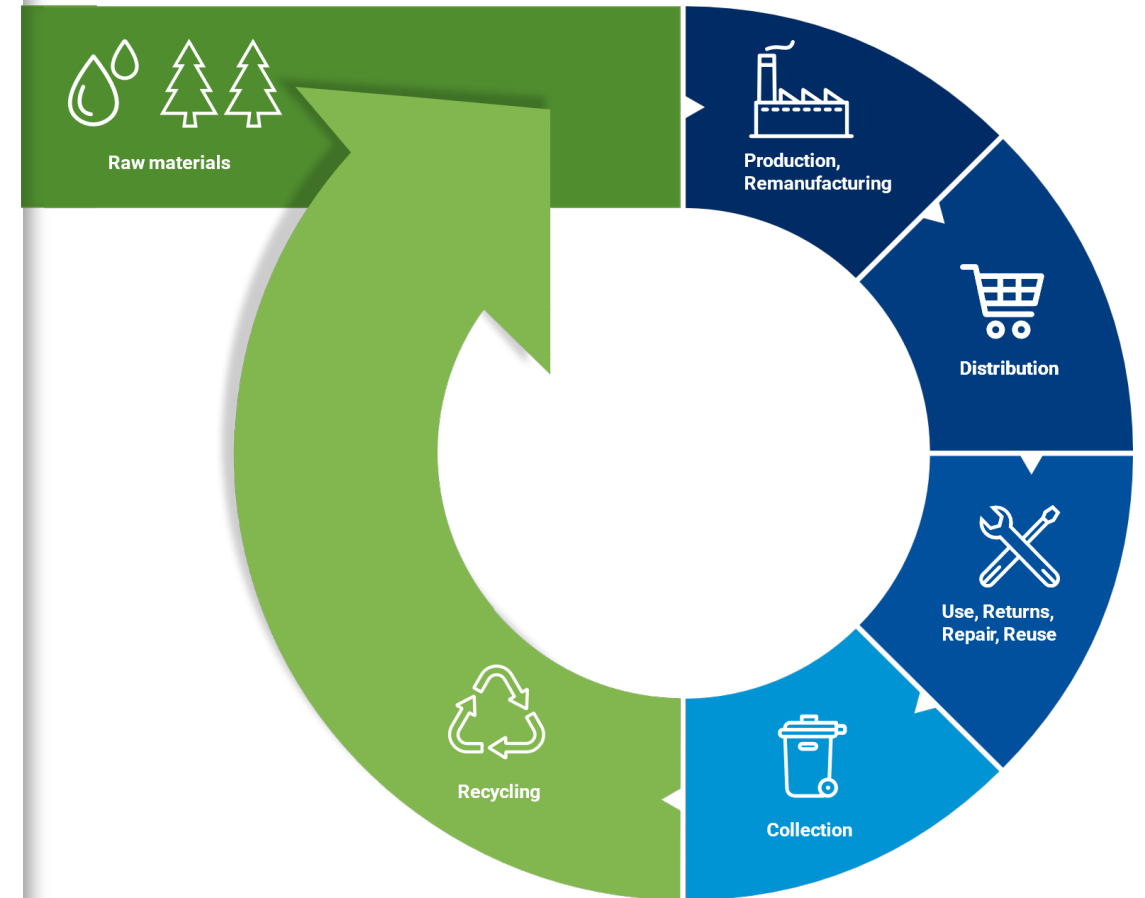 Raw materials
Production,
Remanufacturing
Distribution
Use, Returns,
Repair, Reuse
Collection
Recycling